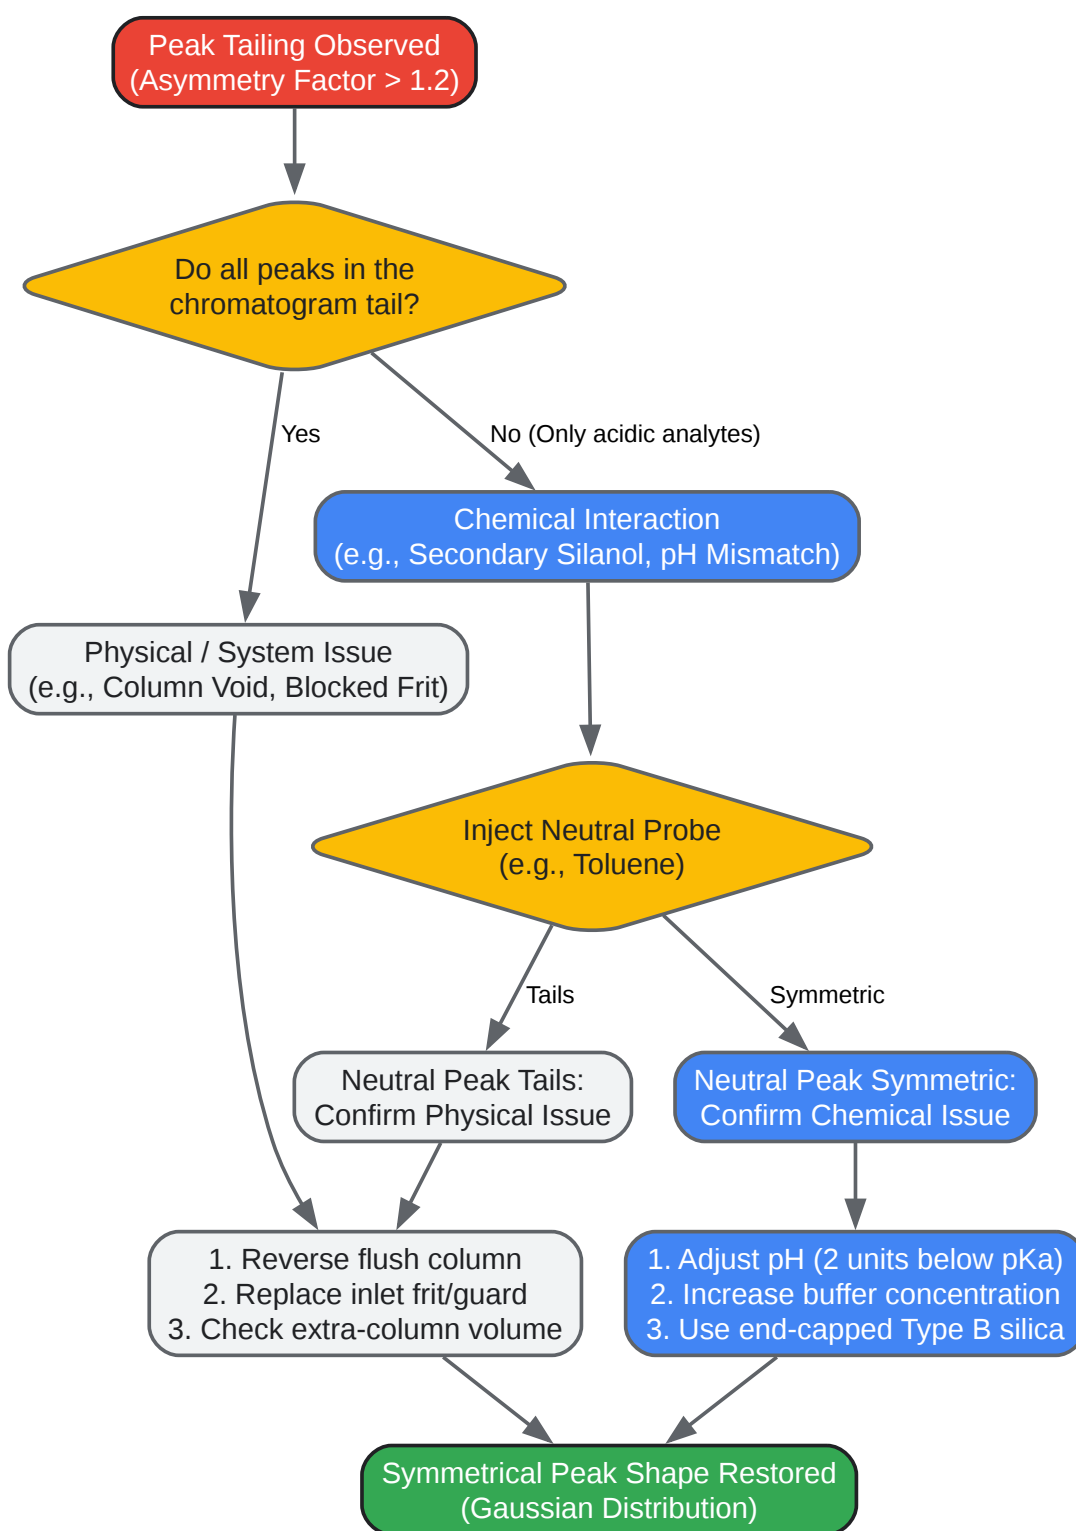 Peak Tailing Observed
(Asymmetry Factor > 1.2)
Do all peaks in the
chromatogram tail?
Yes
No (Only acidic analytes)
Chemical Interaction
(e.g., Secondary Silanol, pH Mismatch)
Physical / System Issue
(e.g., Column Void, Blocked Frit)
Inject Neutral Probe
(e.g., Toluene)
Tails
Symmetric
Neutral Peak Tails:
Confirm Physical Issue
Neutral Peak Symmetric:
Confirm Chemical Issue
1. Reverse flush column
2. Replace inlet frit/guard
3. Check extra-column volume
1. Adjust pH (2 units below pKa)
2. Increase buffer concentration
3. Use end-capped Type B silica
Symmetrical Peak Shape Restored
(Gaussian Distribution)